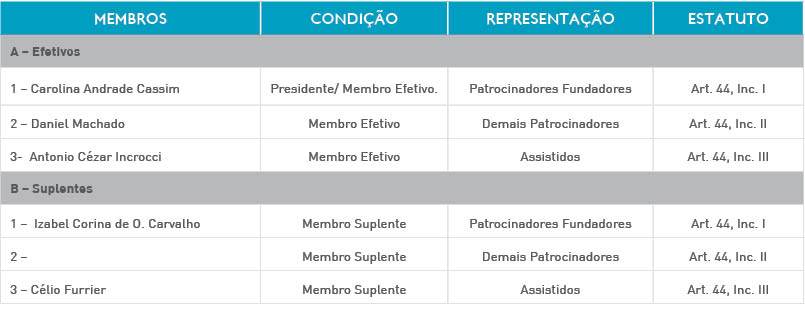 MEMBROS CONDIÇÃO REPRESENTAÇÃO ESTATUTO
A – Efetivos
1 – Carolina Andrade Cassim Presidente/ Membro Efetivo. Patrocinadores Fundadores Art. 44, Inc. I
2 – Daniel Machado Membro Efetivo Demais Patrocinadores Art. 44, Inc. II
3- Antonio Cézar Incrocci Membro Efetivo Assistidos Art. 44, Inc. III
B – Suplentes
1 – Izabel Corina de O. Carvalho Membro Suplente Patrocinadores Fundadores Art. 44, Inc. I
2 – Membro Suplente Demais Patrocinadores Art. 44, Inc. II
3 – Célio Furrier Membro Suplente Assistidos Art. 44, Inc. III